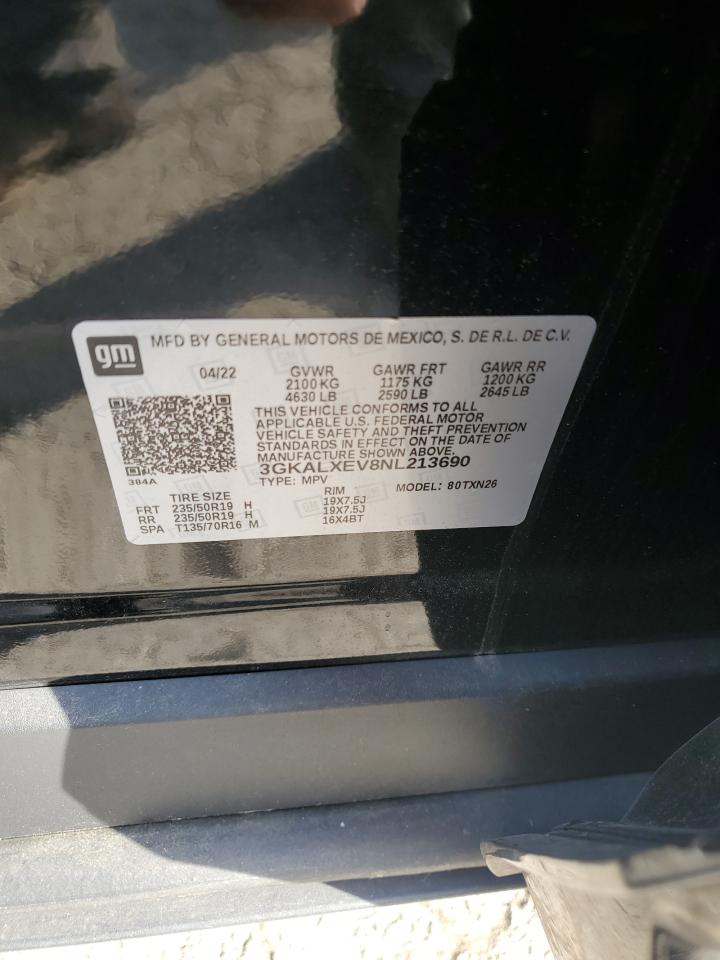 gm MFD BY GENERAL MOTORS DE MEXICO, S. DE R.L. DE C.V.
04/22 GVWR GAWR FRT GAWR RR
2100 KG 1175 KG 1200 KG
4630 LB 2590 LB 2645 LB
THIS VEHICLE CONFORMS TO ALL
APPLICABLE U.S. FEDERAL MOTOR
VEHICLE SAFETY AND THEFT PREVENTION
STANDARDS IN EFFECT ON THE DATE OF
MANUFACTURE SHOWN ABOVE.
3GKALXEV8NL213690
384A TYPE: MPV MODEL: 80TXN26
TIRE SIZE RIM
FRT 235/50R19 H 19X7.5J
RR 235/50R19 H 19X7.5J
SPA T135/70R16 M 16X4BT